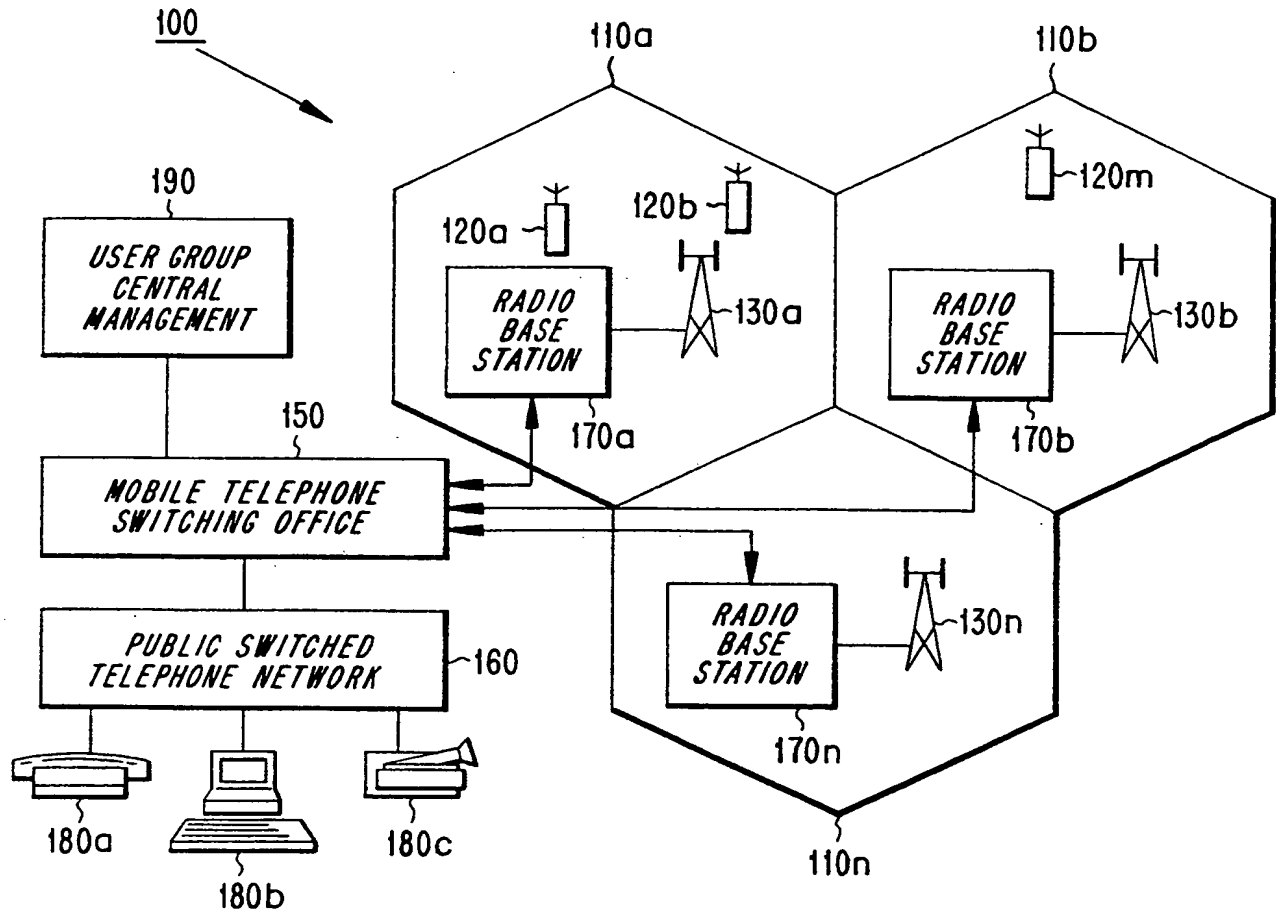 100
110a
110b
190
USER GROUP
CENTRAL
MANAGEMENT
120a
120b
120m
RADIO
BASE
STATION
130a
170a
RADIO
BASE
STATION
130b
170b
150
MOBILE TELEPHONE
SWITCHING OFFICE
RADIO
BASE
STATION
130n
170n
PUBLIC SWITCHED
TELEPHONE NETWORK
160
180a
180b
180c
110n